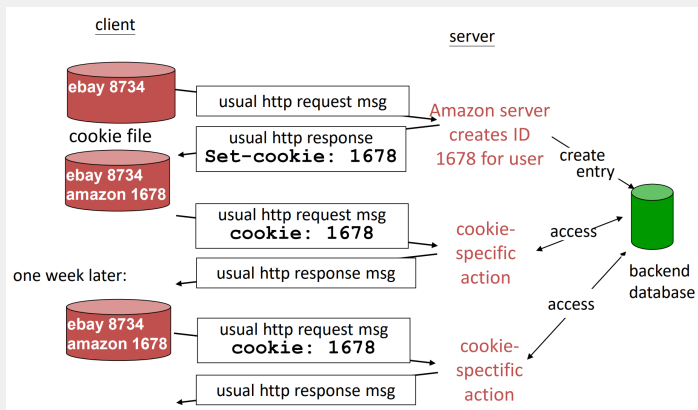 client
server
ebay 8734
usual http request msg
Amazon server
creates ID
1678 for user
cookie file
usual http response
Set-cookie: 1678
create
entry
ebay 8734
amazon 1678
usual http request msg
cookie: 1678
cookie-
specific
action
access
usual http response msg
backend
database
one week later:
access
ebay 8734
amazon 1678
usual http request msg
cookie: 1678
cookie-
spectific
action
usual http response msg